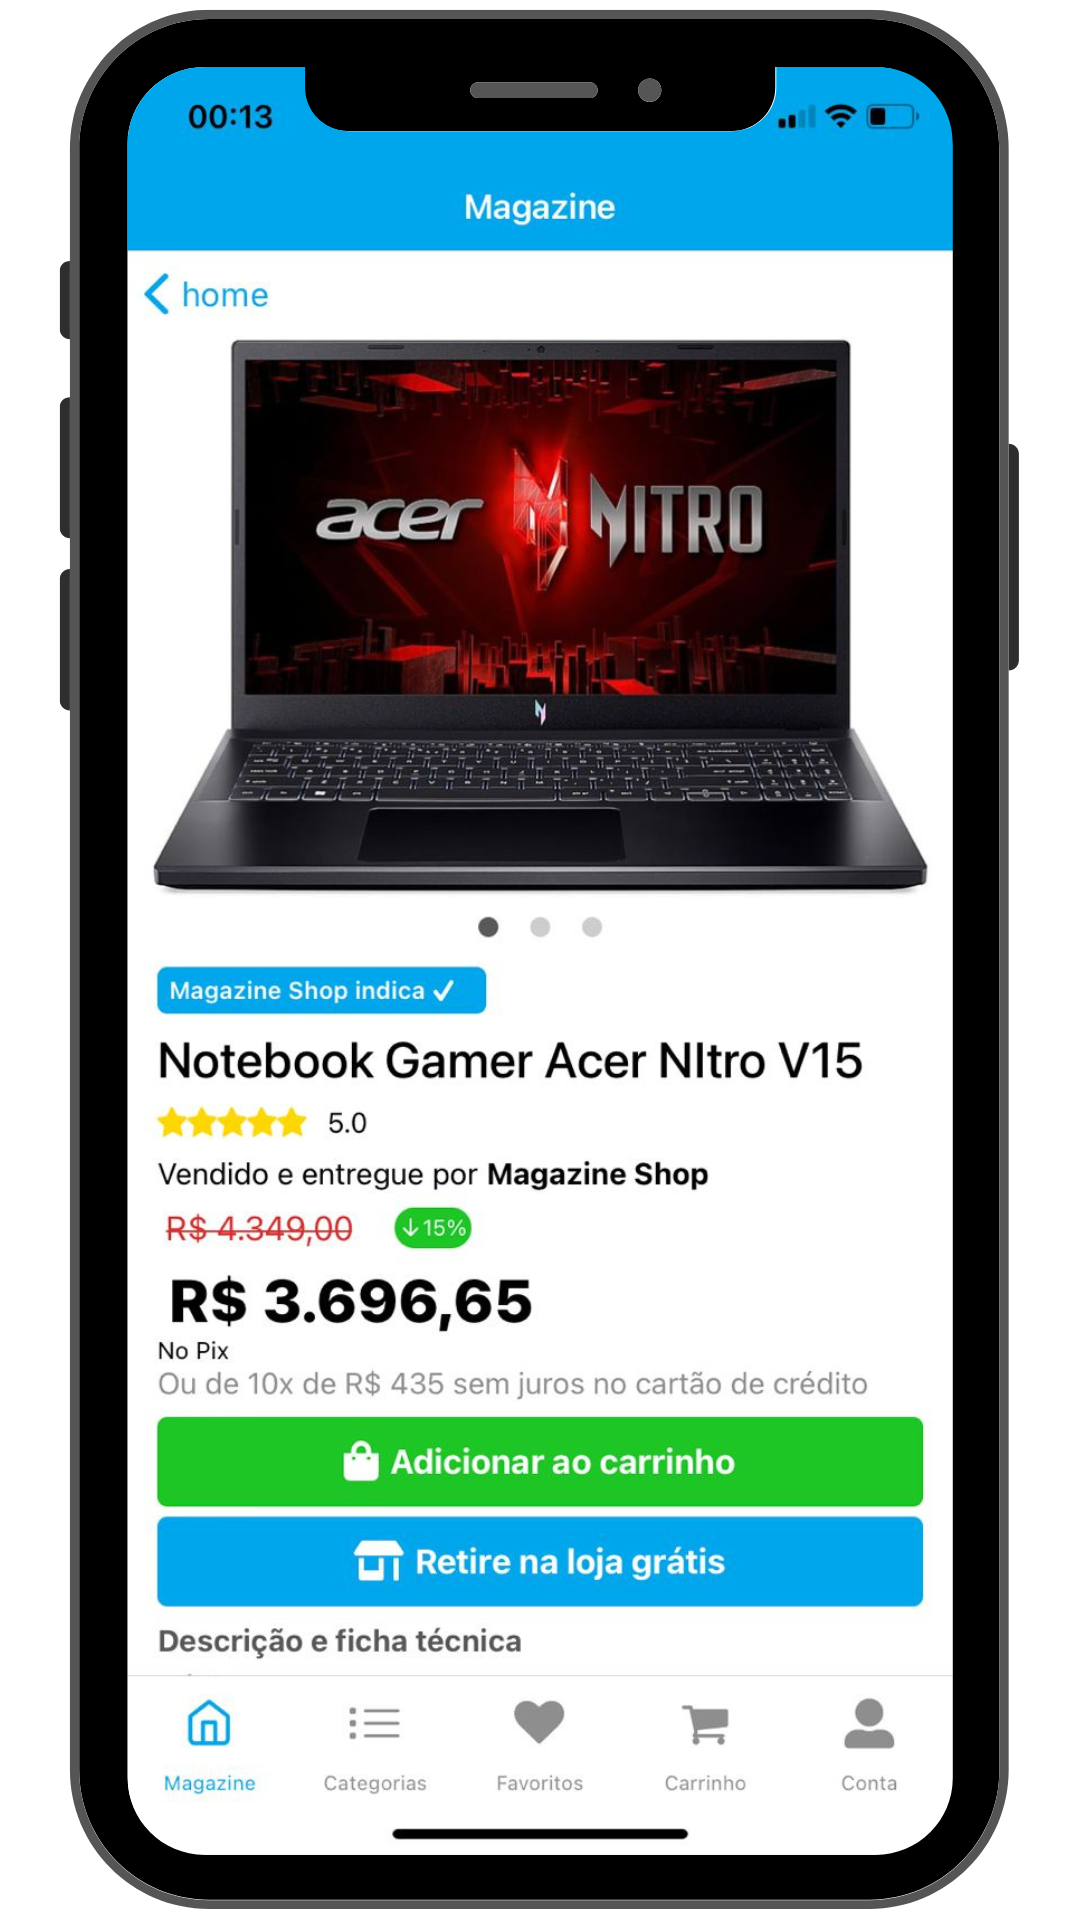 00:13
Magazine
home
acer NITRO
Magazine Shop indica
Notebook Gamer Acer NItro V15
5.0
Vendido e entregue por Magazine Shop
R$ 4.349,00 ↓15%
R$ 3.696,65
No Pix
Ou de 10x de R$ 435 sem juros no cartão de crédito
Adicionar ao carrinho
Retire na loja grátis
Descrição e ficha técnica
Magazine Categorias Favoritos Carrinho Conta